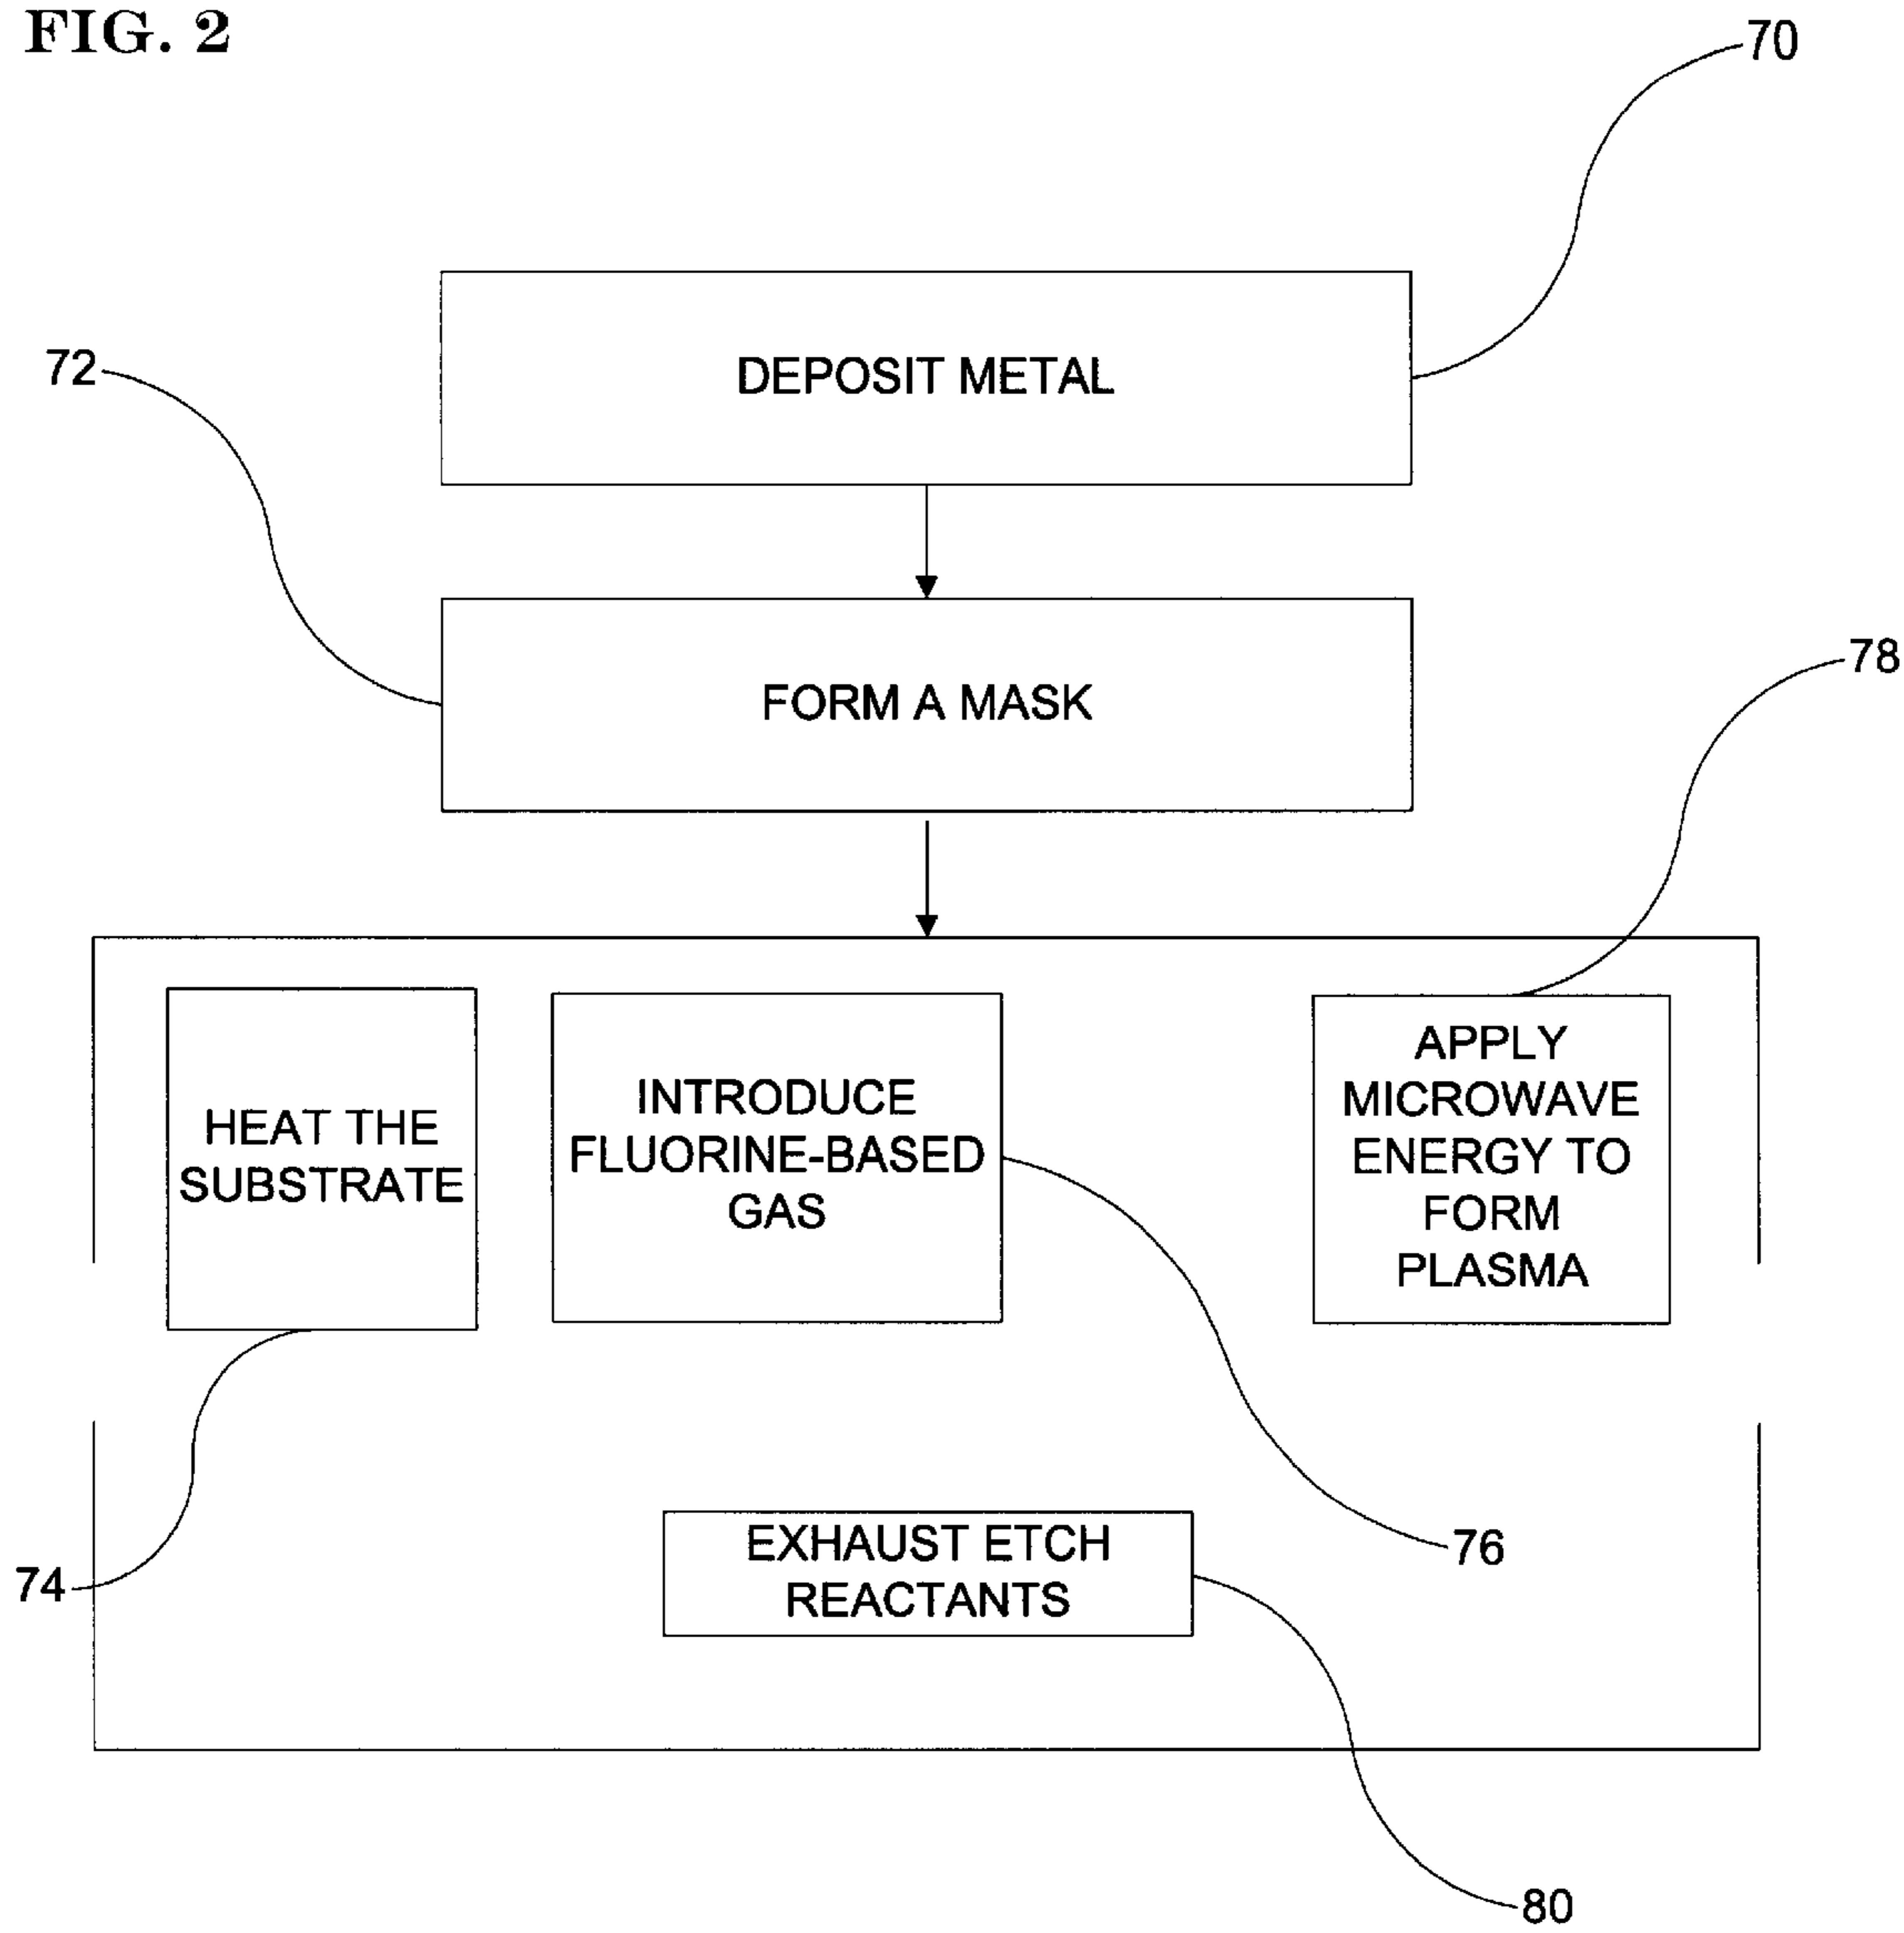 FIG. 2
70
DEPOSIT METAL
72
FORM A MASK
78
HEAT THE
SUBSTRATE
INTRODUCE
FLUORINE-BASED
GAS
APPLY
MICROWAVE
ENERGY TO
FORM
PLASMA
74
76
EXHAUST ETCH
REACTANTS
80